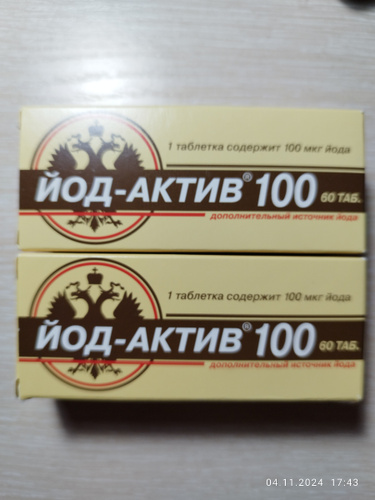 1 таблетка содержит 100 мкг йода
ЙОД-АКТИВ® 100 60 ТАБ.
дополнительный источник йода
1 таблетка содержит 100 мкг йода
ЙОД-АКТИВ® 100 60 ТАБ.
дополнительный источник йода
04.11.2024 17:43